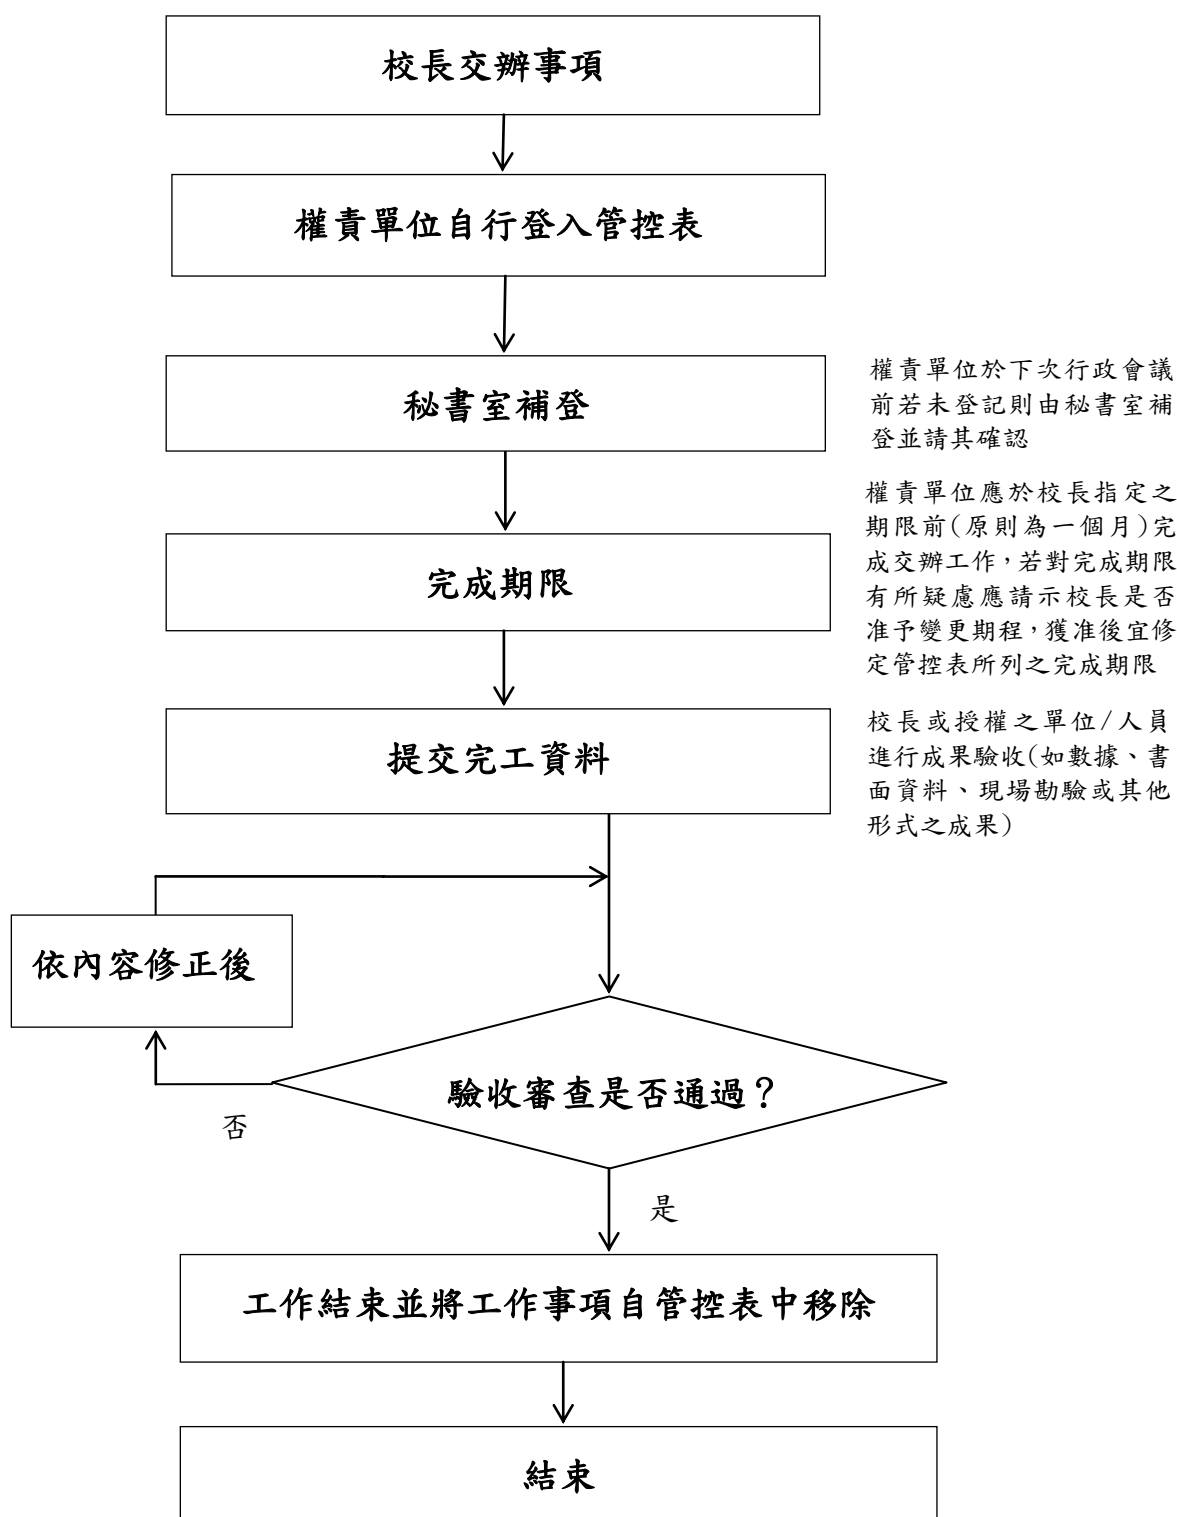 校長交辦事項
權責單位自行登入管控表
秘書室補登
權責單位於下次行政會議
前若未登記則由秘書室補
登並請其確認
完成期限
權責單位應於校長指定之
期限前(原則為一個月)完
成交辦工作，若對完成期限
有所疑慮應請示校長是否
准予變更期程，獲准後宜修
定管控表所列之完成期限
提交完工資料
校長或授權之單位/人員
進行成果驗收(如數據、書
面資料、現場勘驗或其他
形式之成果)
依內容修正後
驗收審查是否通過？
否
是
工作結束並將工作事項自管控表中移除
結束